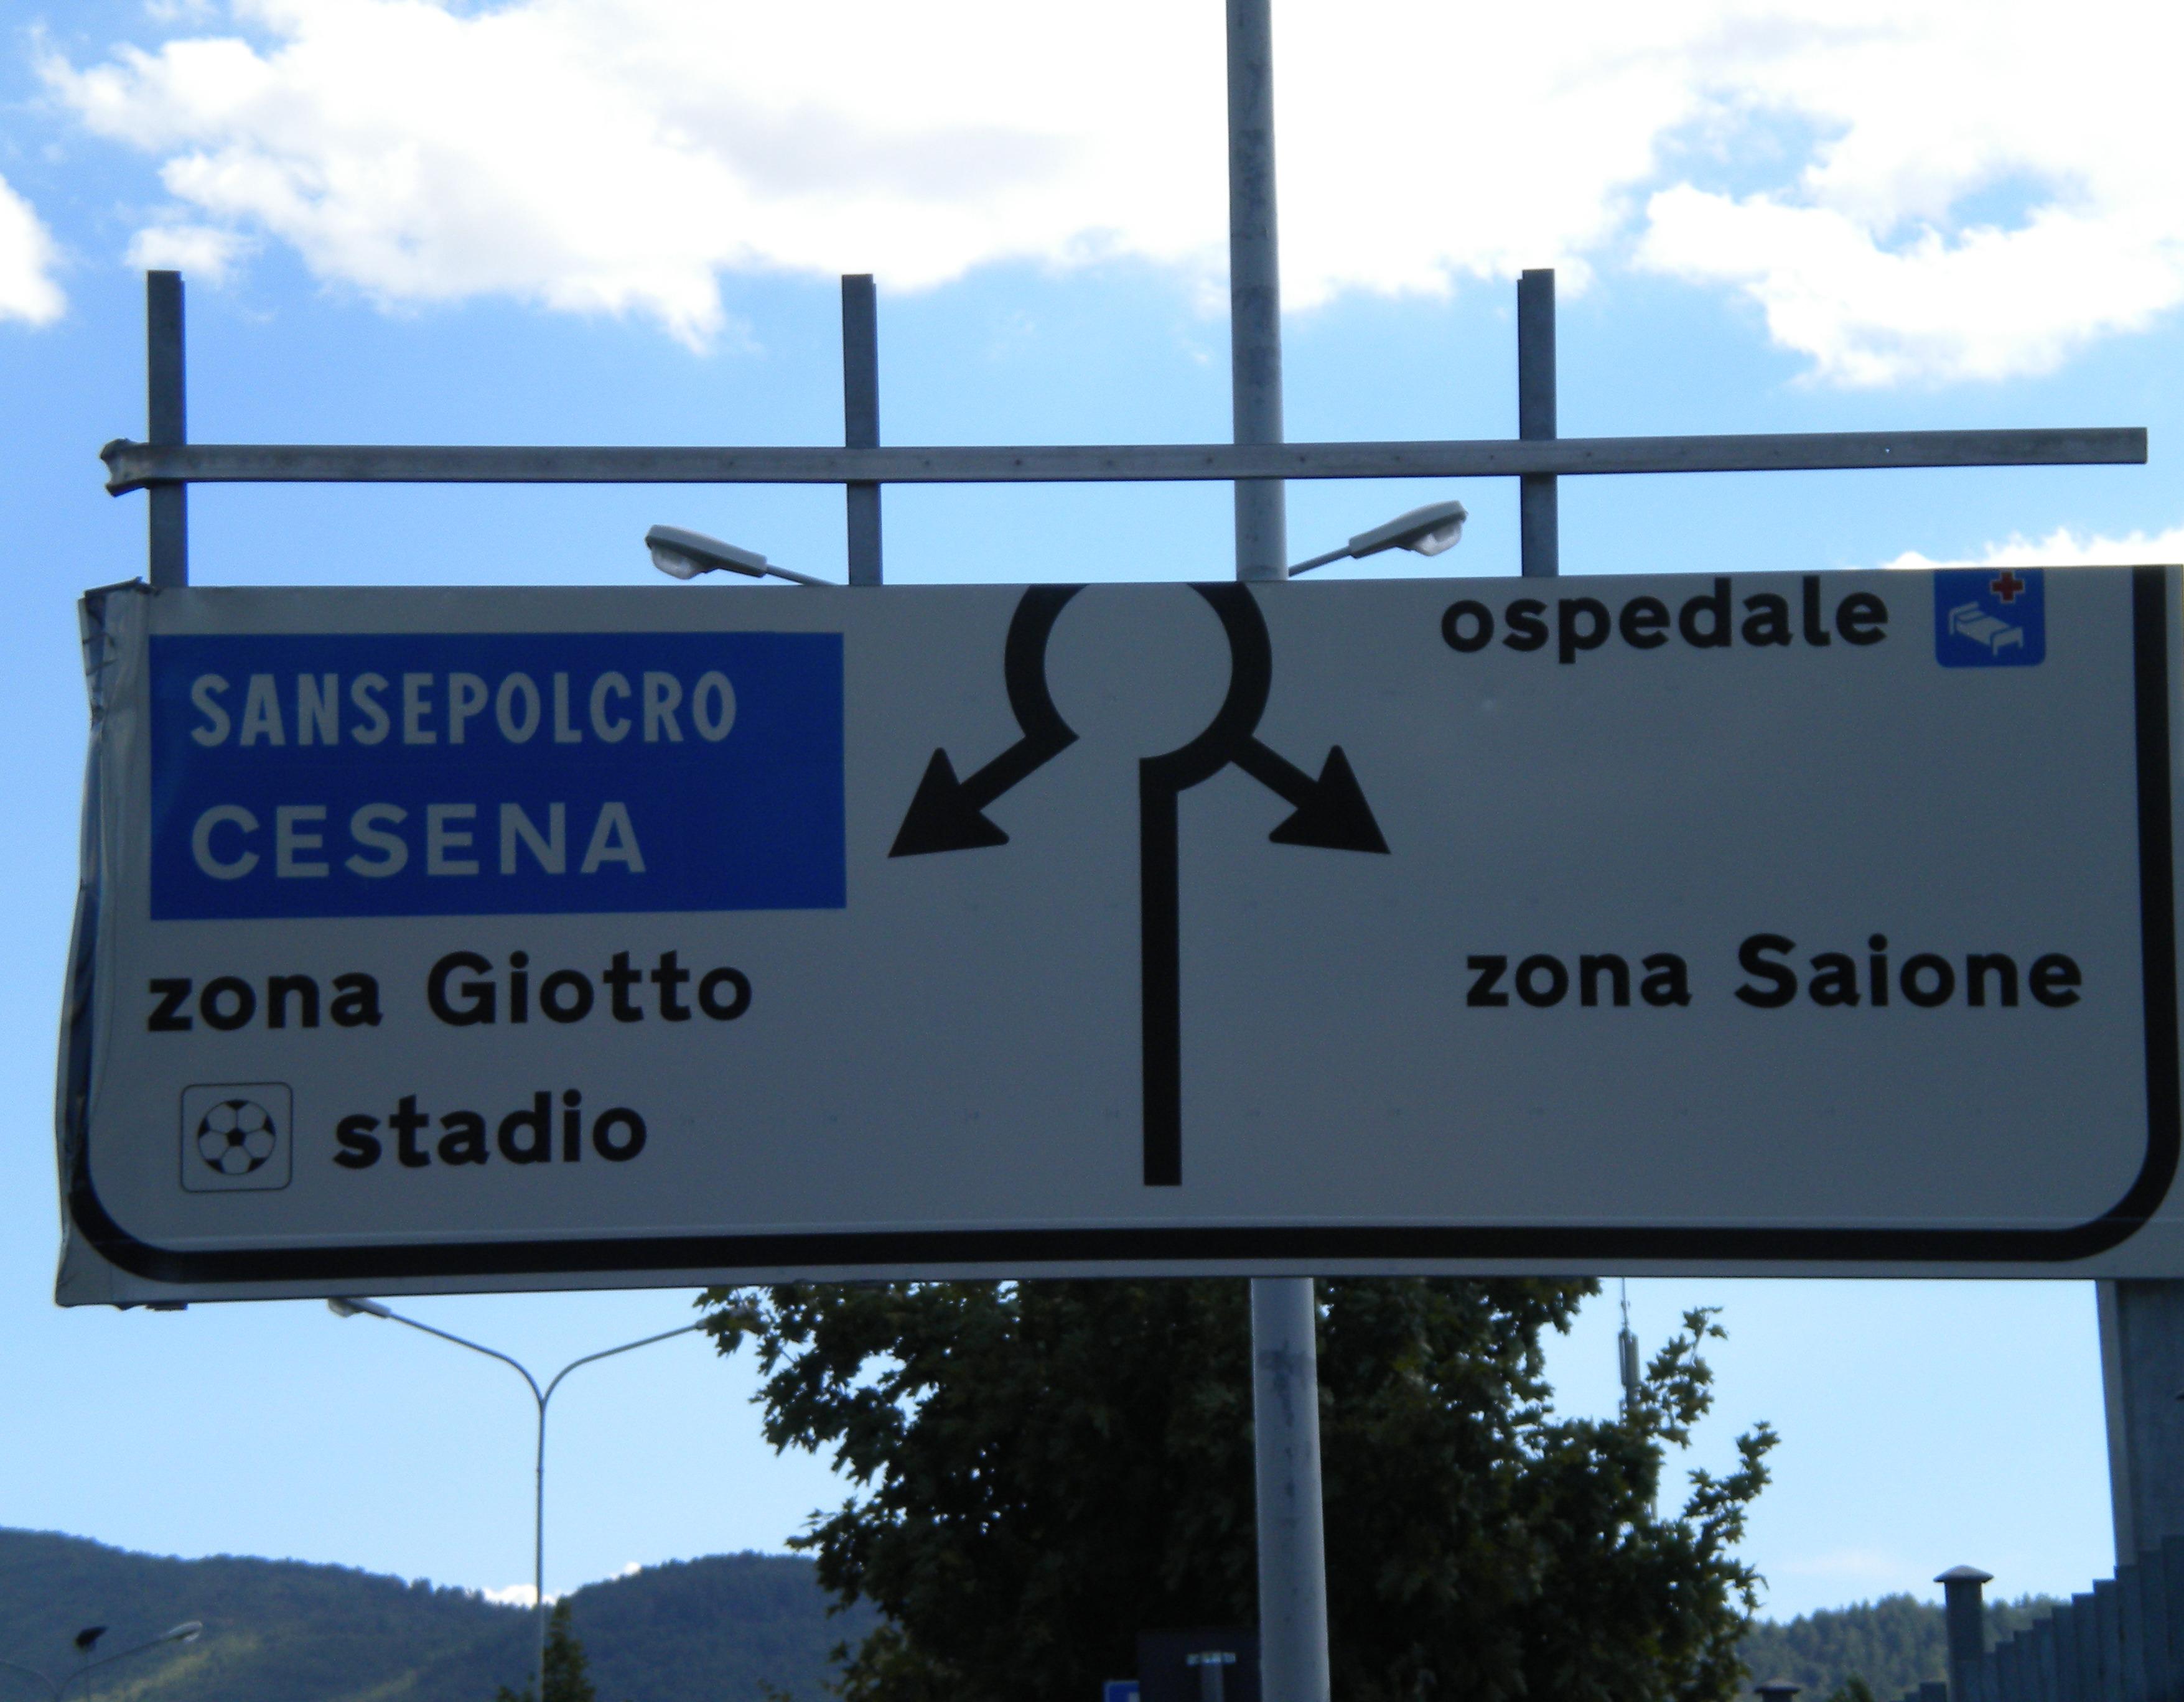 SANSEPOLCRO
CESENA
zona Giotto
stadio
ospedale
zona Saione